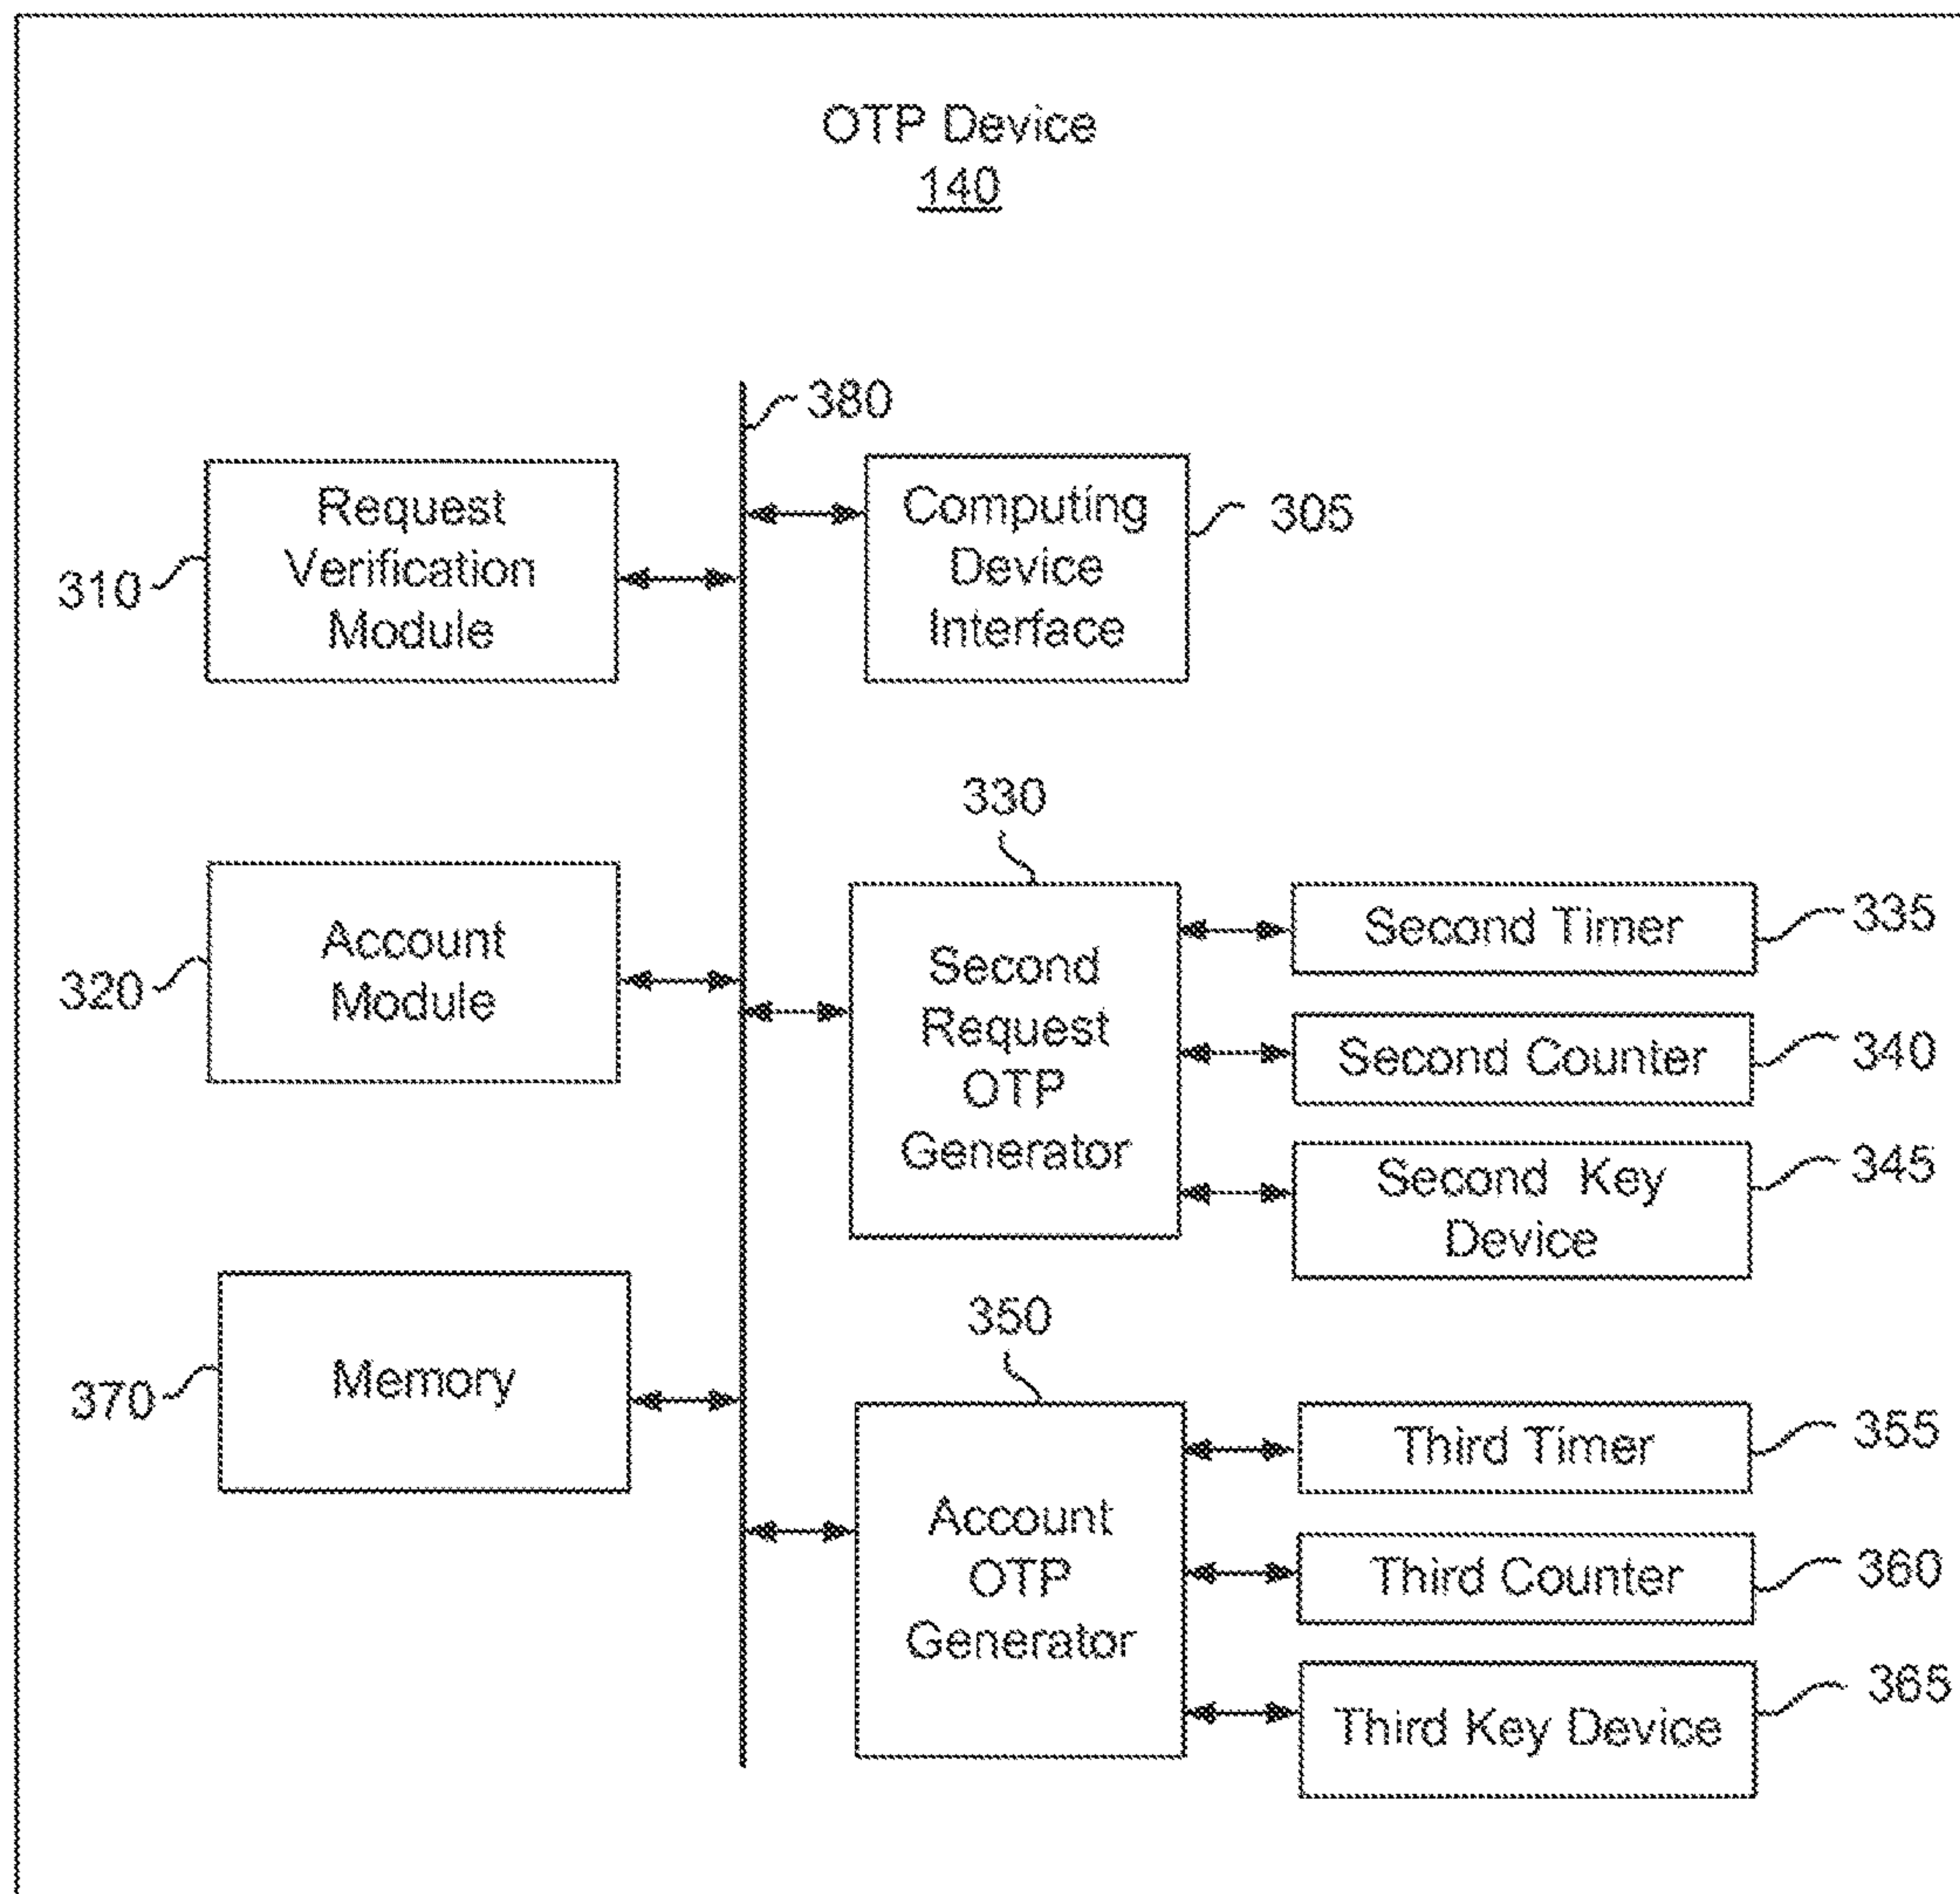 OTP Device
140
380
Request
Verification
Module
310
Computing
Device
Interface
305
330
Account
Module
320
Second
Request
OTP
Generator
Second Timer
335
Second Counter
340
Second Key
Device
345
350
Memory
370
Account
OTP
Generator
Third Timer
355
Third Counter
360
Third Key Device
365